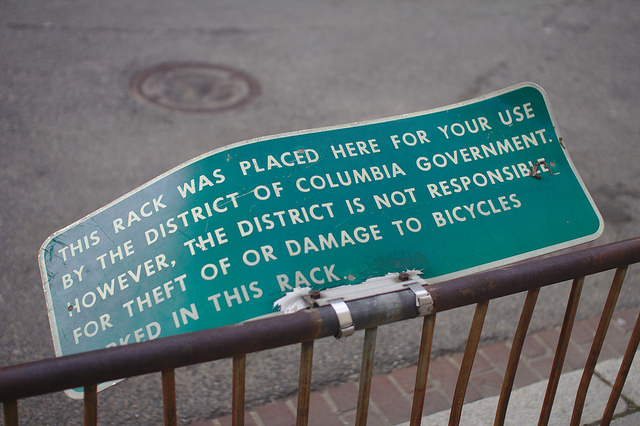 THIS RACK WAS PLACED HERE FOR YOUR USE
BY THE DISTRICT OF COLUMBIA GOVERNMENT.
HOWEVER, THE DISTRICT IS NOT RESPONSIBLE
FOR THEFT OF OR DAMAGE TO BICYCLES
KED IN THIS RACK.